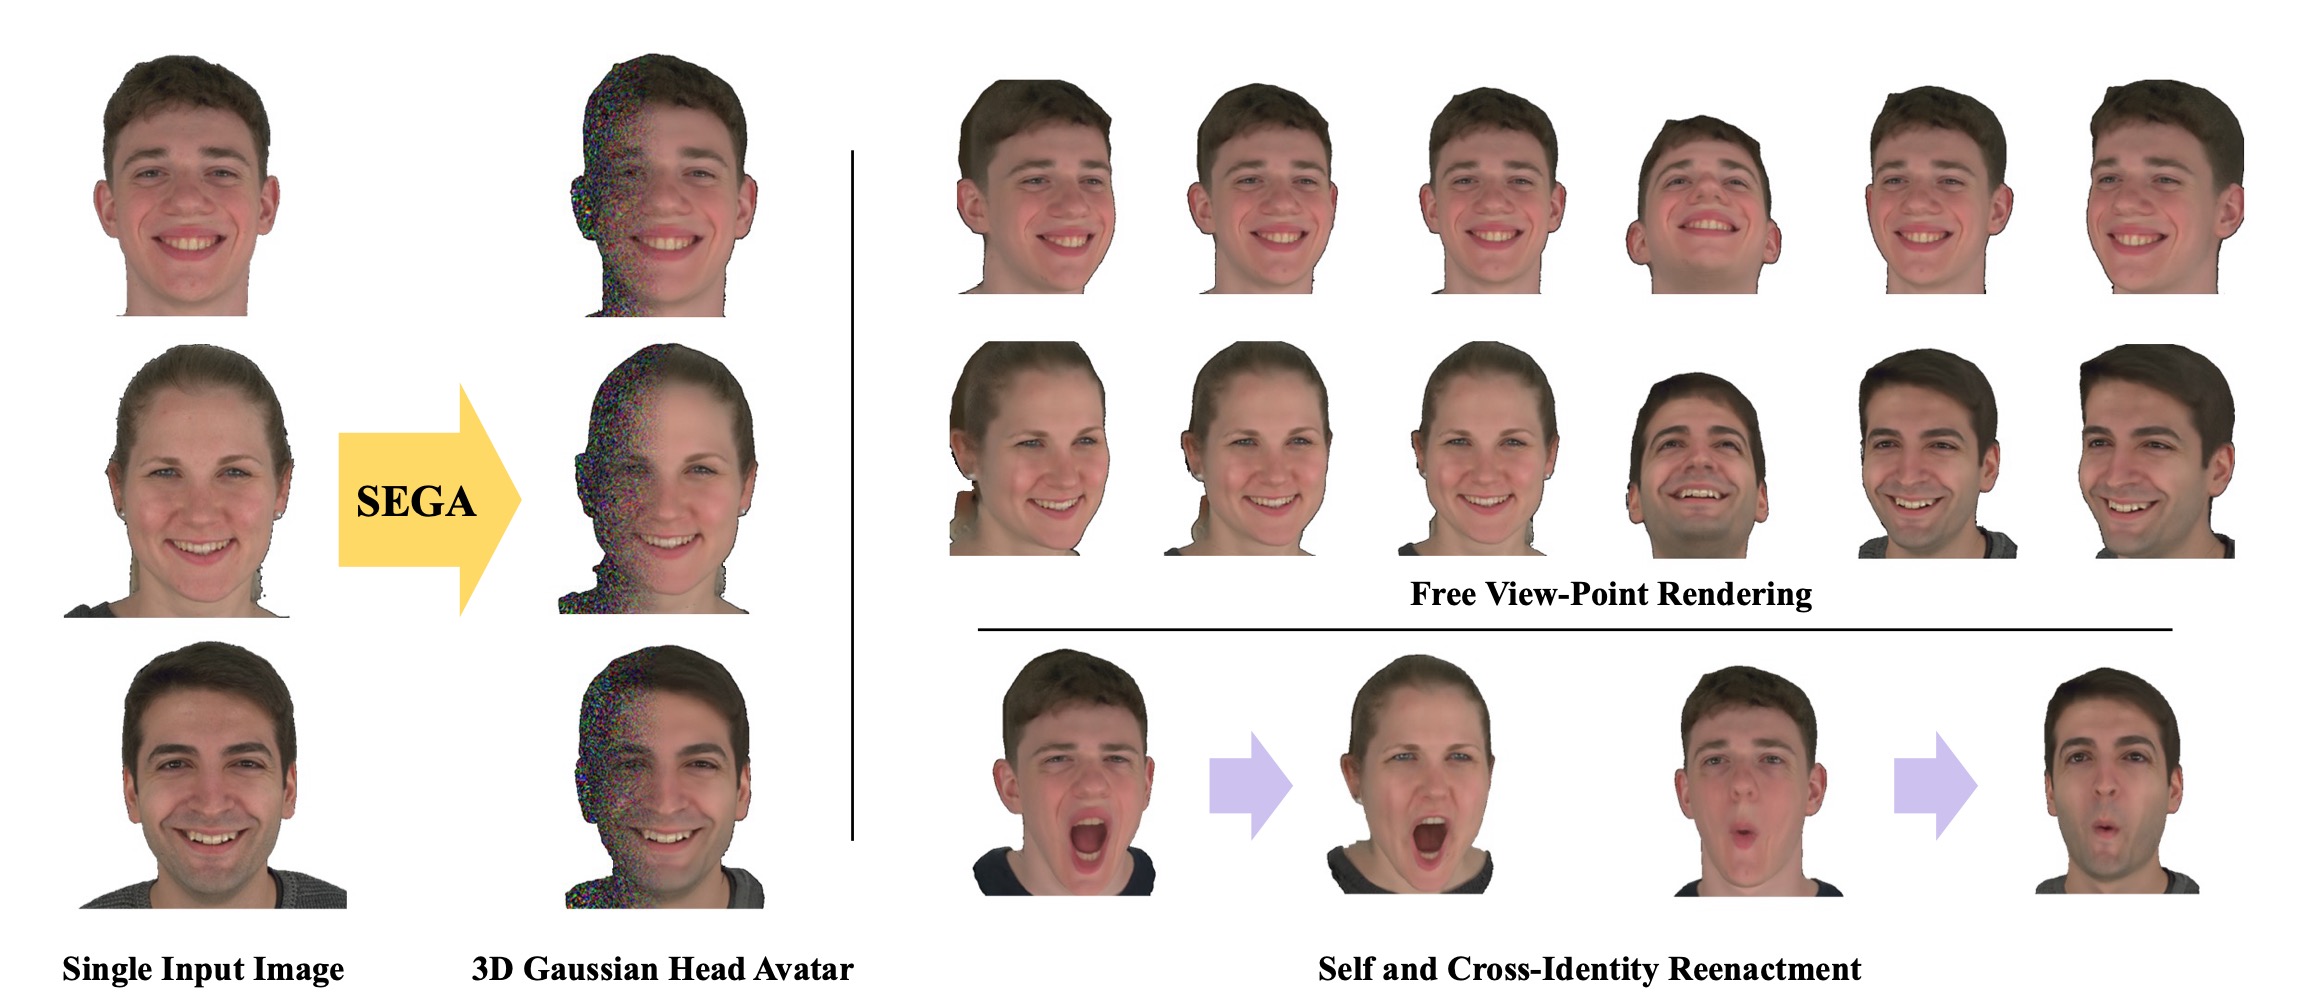 SEGA
Single Input Image
3D Gaussian Head Avatar
Free View-Point Rendering
Self and Cross-Identity Reenactment